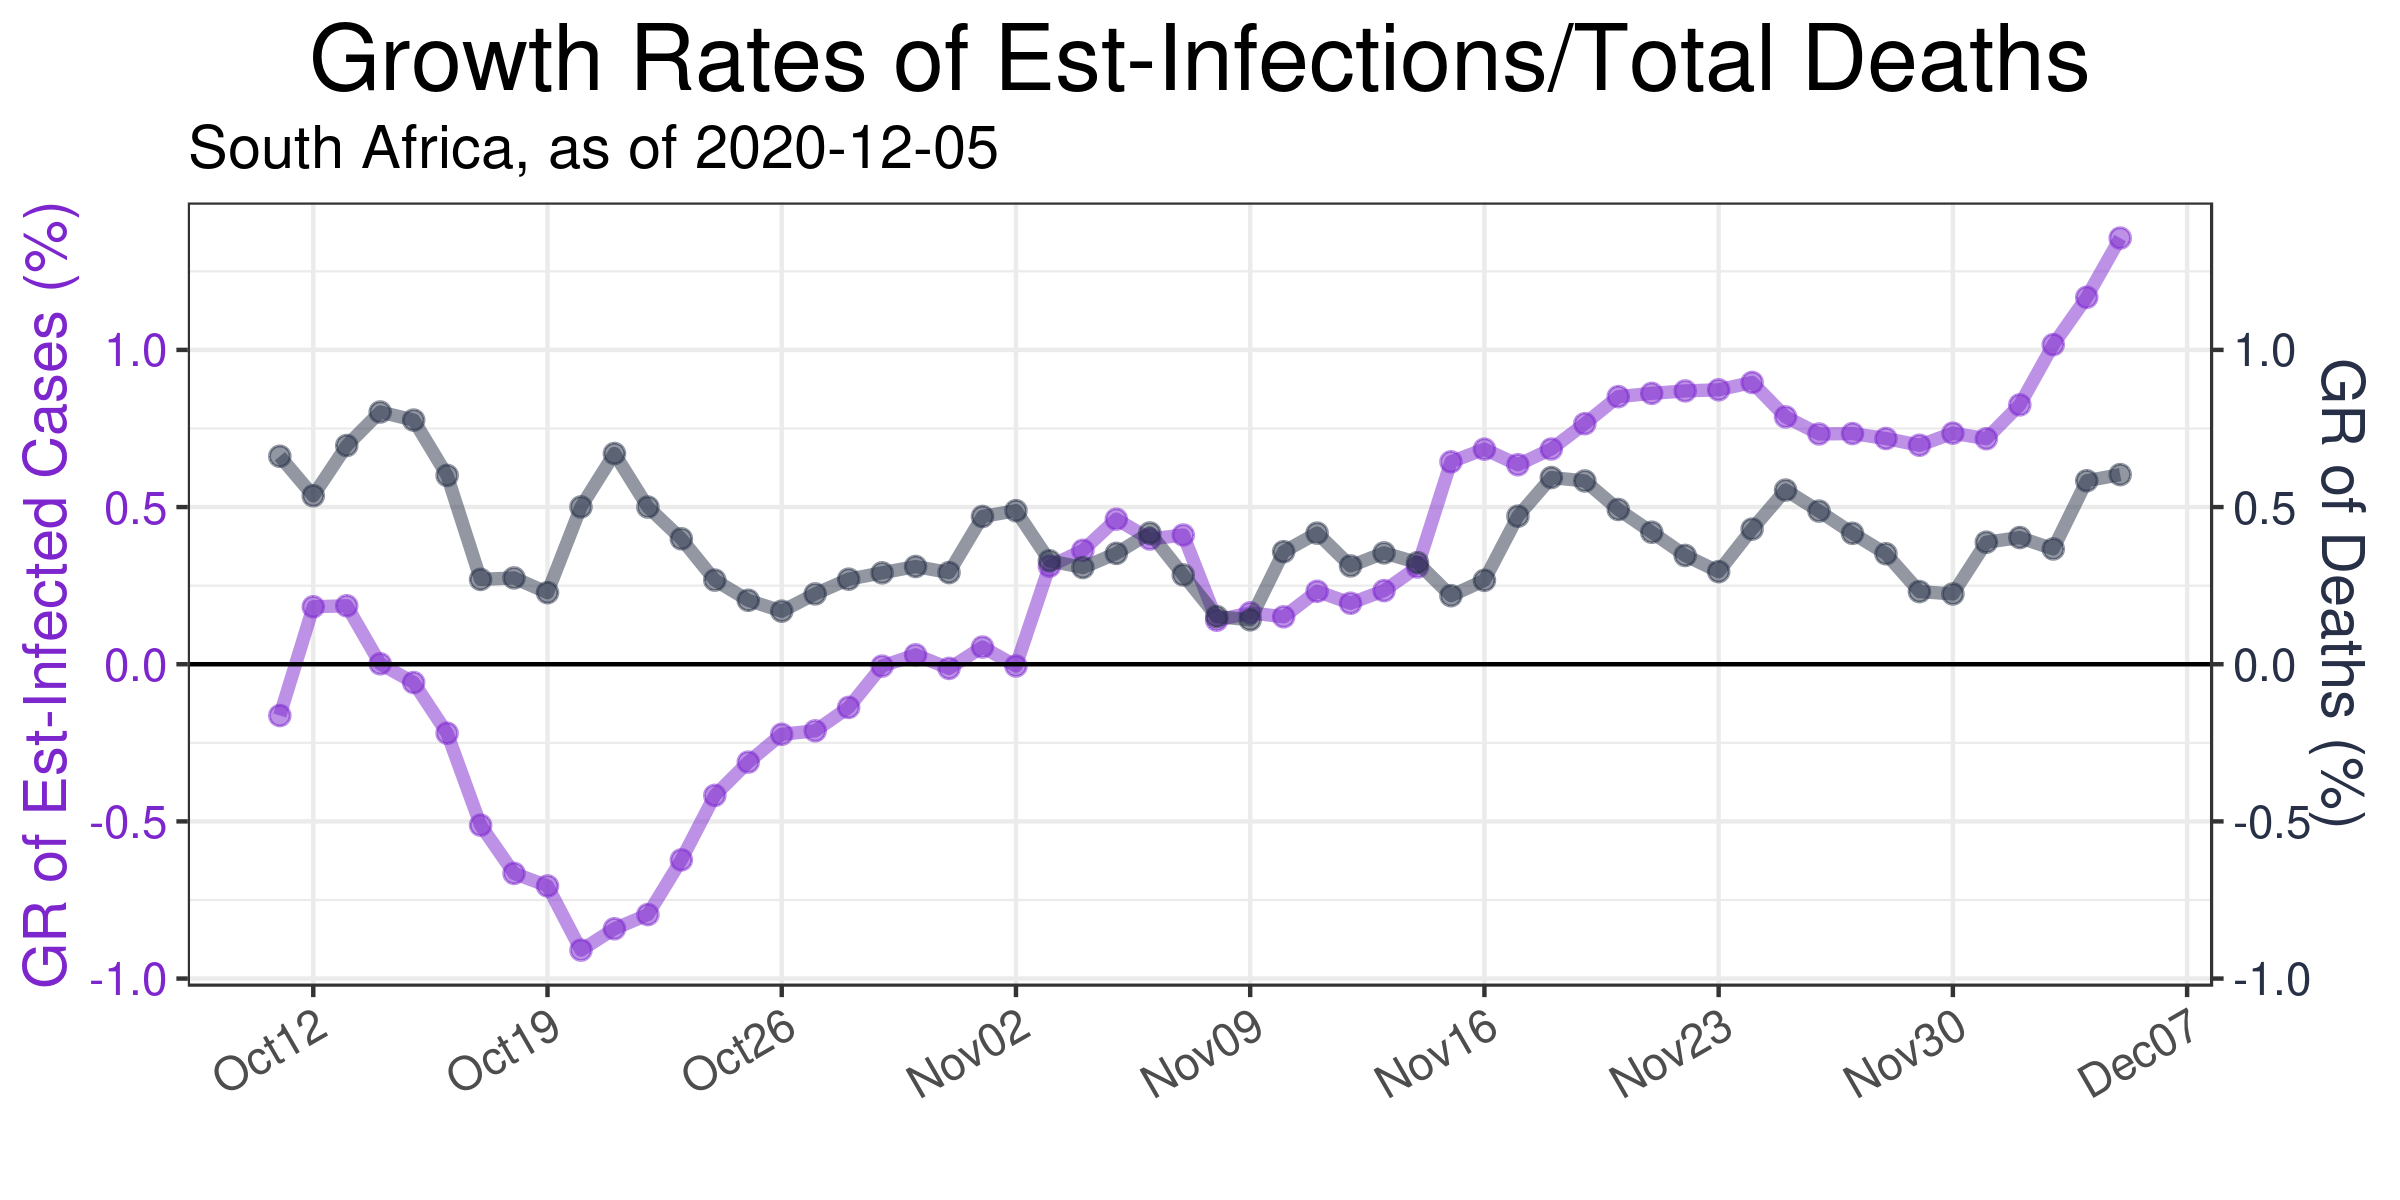 Growth Rates of Est-Infections/Total Deaths
South Africa, as of 2020-12-05
GR of Est-Infected Cases (%)
1.0
0.5
0.0
-0.5
-1.0
1.0
0.5
0.0
-0.5
-1.0
GR of Deaths (%)
Oct12
Oct19
Oct26
Nov02
Nov09
Nov16
Nov23
Nov30
Dec07